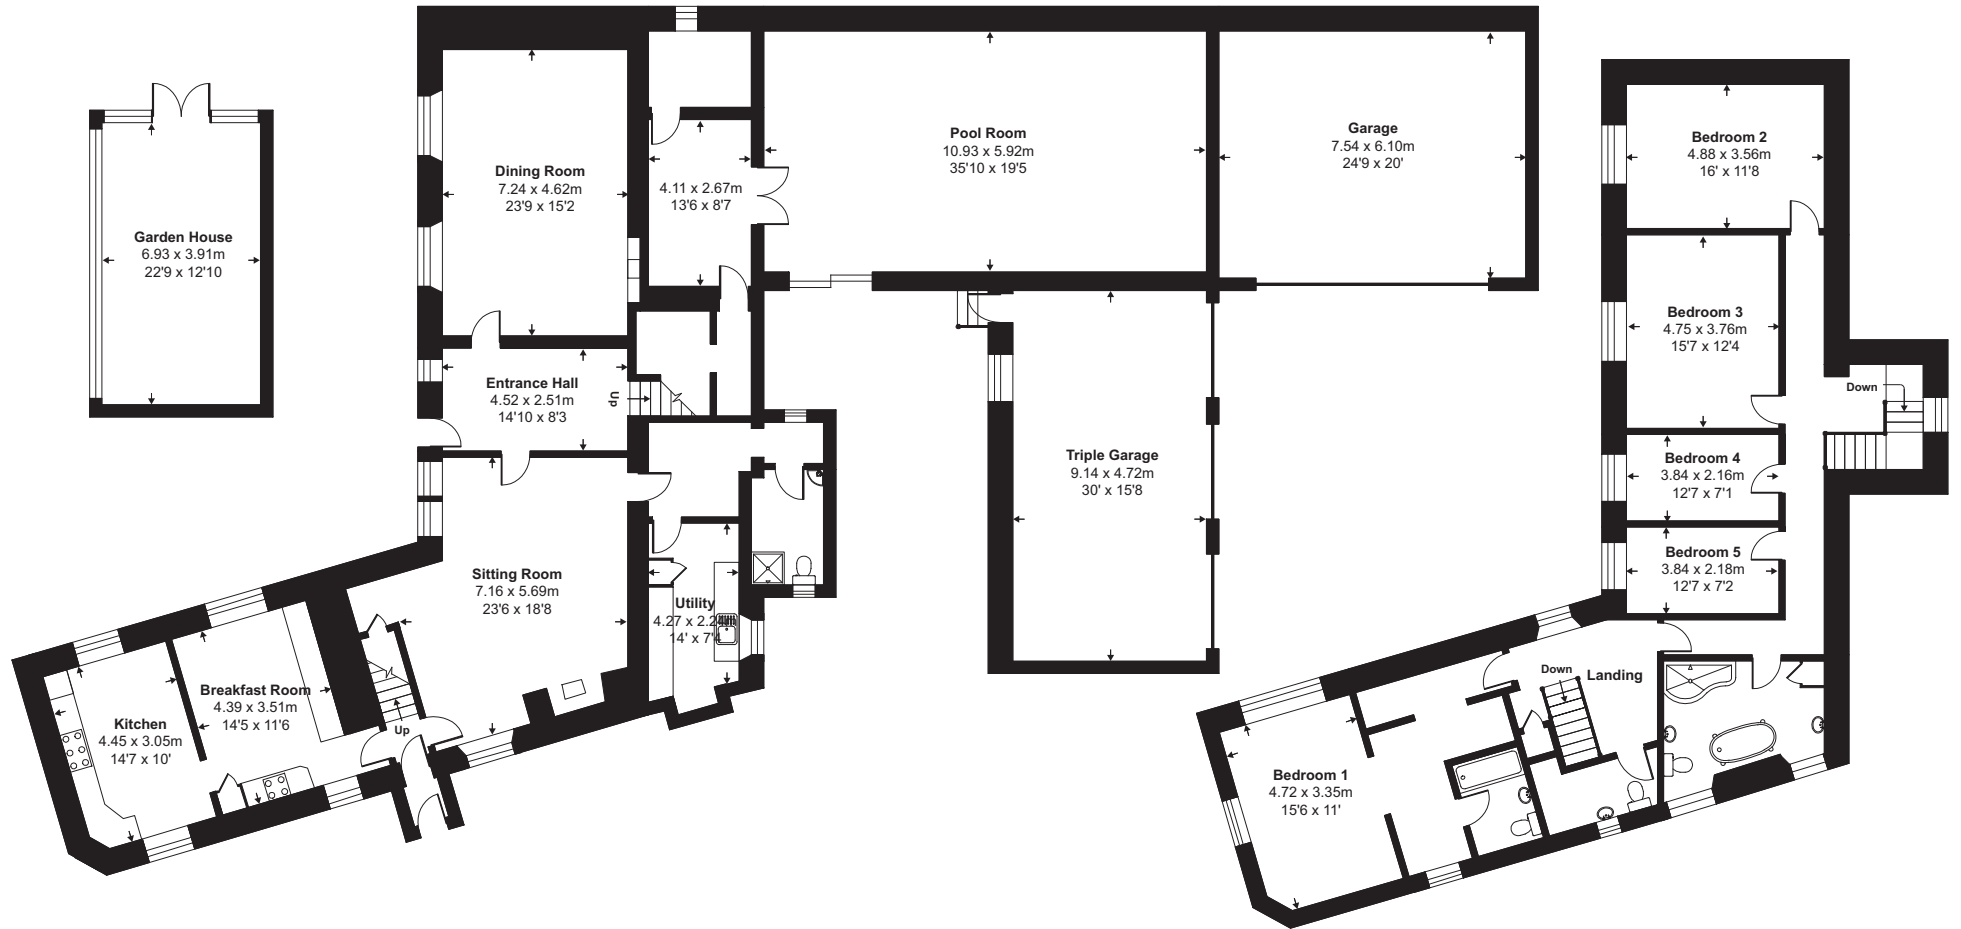 Garden House
6.93 x 3.91m
22'9 x 12'10
Dining Room
7.24 x 4.62m
23'9 x 15'2
4.11 x 2.67m
13'6 x 8'7
Pool Room
10.93 x 5.92m
35'10 x 19'5
Garage
7.54 x 6.10m
24'9 x 20'
Entrance Hall
4.52 x 2.51m
14'10 x 8'3
Up
Triple Garage
9.14 x 4.72m
30' x 15'8
Sitting Room
7.16 x 5.69m
23'6 x 18'8
Utility
4.27 x 2.24m
14' x 7'4
Breakfast Room
4.39 x 3.51m
14'5 x 11'6
Kitchen
4.45 x 3.05m
14'7 x 10'
Up
Bedroom 2
4.88 x 3.56m
16' x 11'8
Bedroom 3
4.75 x 3.76m
15'7 x 12'4
Down
Bedroom 4
3.84 x 2.16m
12'7 x 7'1
Bedroom 5
3.84 x 2.18m
12'7 x 7'2
Down
Landing
Bedroom 1
4.72 x 3.35m
15'6 x 11'